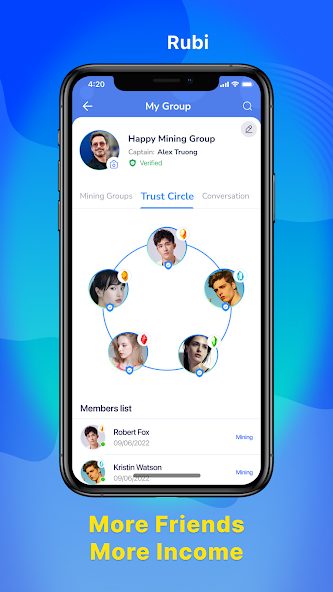 Rubi
4:20
My Group
Happy Mining Group
Captain: Alex Truong
Verified
Mining Groups Trust Circle Conversation
Members list
Robert Fox
09/06/2022
Mining
Kristin Watson
09/06/2022
Mining
More Friends
More Income